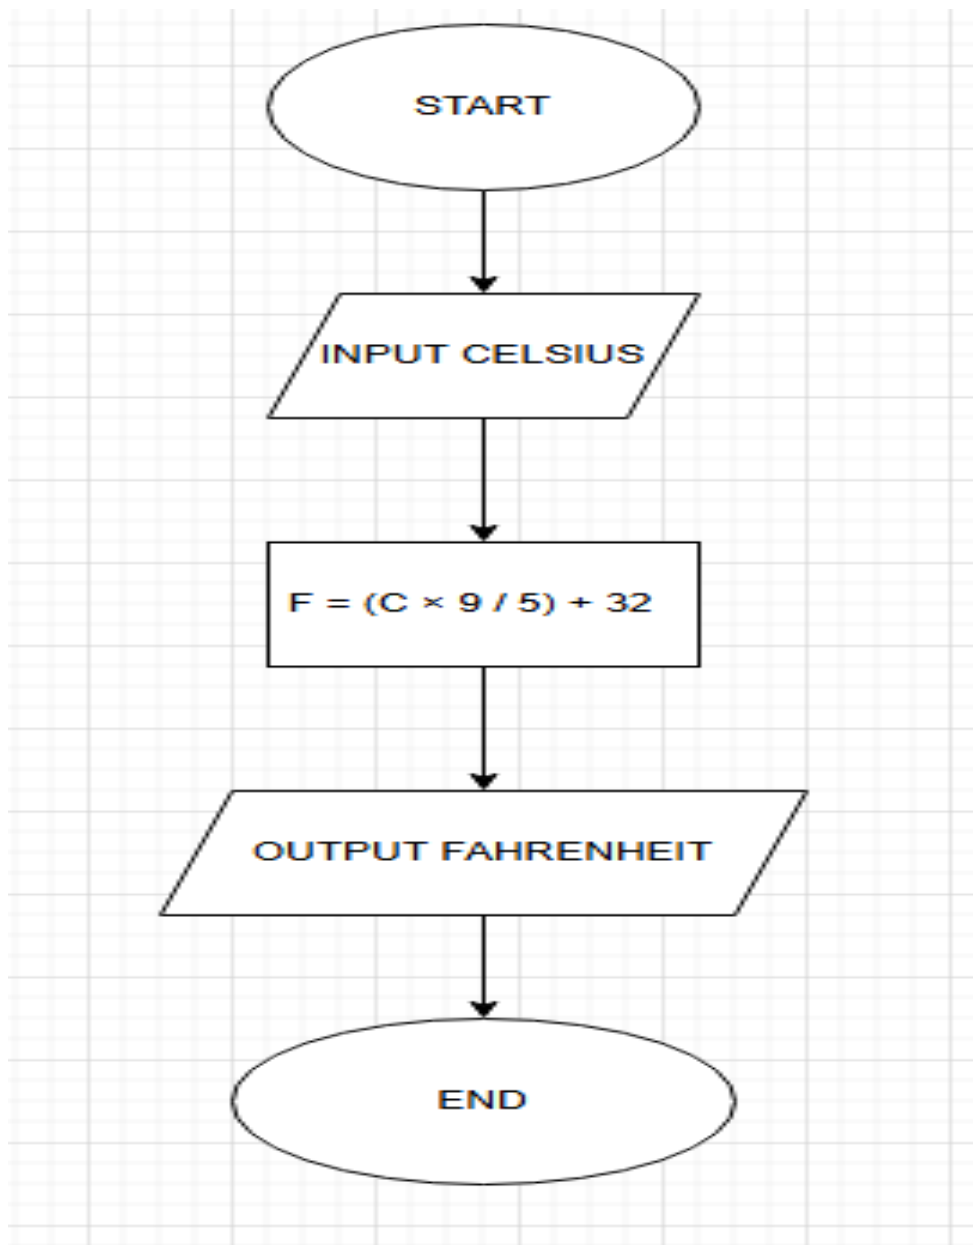 START
INPUT CELSIUS
F = (C × 9 / 5) + 32
OUTPUT FAHRENHEIT
END